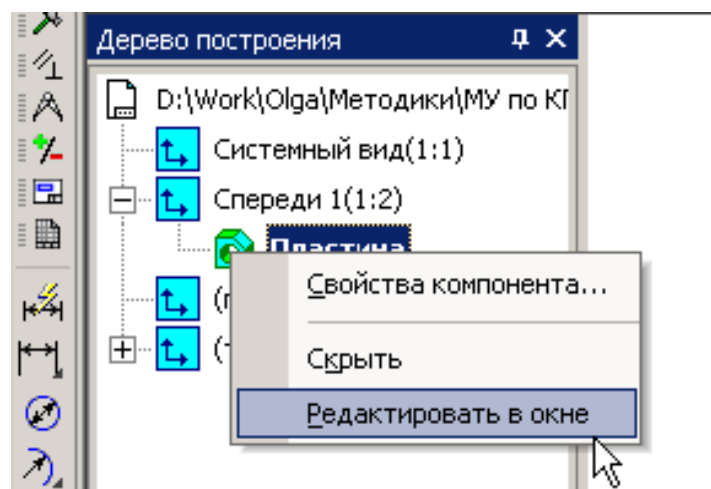 Дерево построения
D:\Work\Olga\Методики\МУ по КГ
Системный вид(1:1)
Спереди 1(1:2)
Пластина
Свойства компонента...
Скрыть
Редактировать в окне